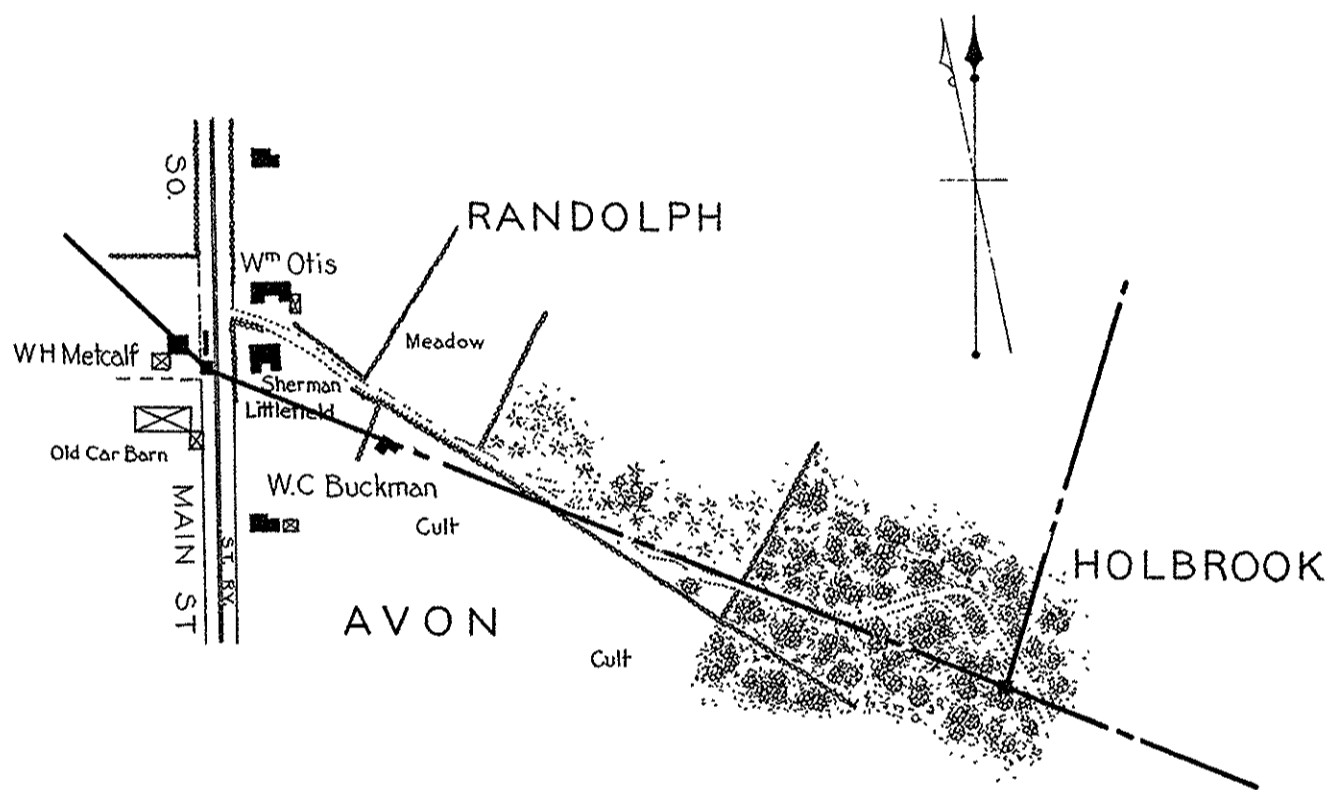 So.
RANDOLPH
Wm Otis
Meadow
WH Metcalf
Sherman
Littlefield
Old Car Barn
W.C Buckman
Cult
MAIN ST
ST. RY.
HOLBROOK
AVON
Cult